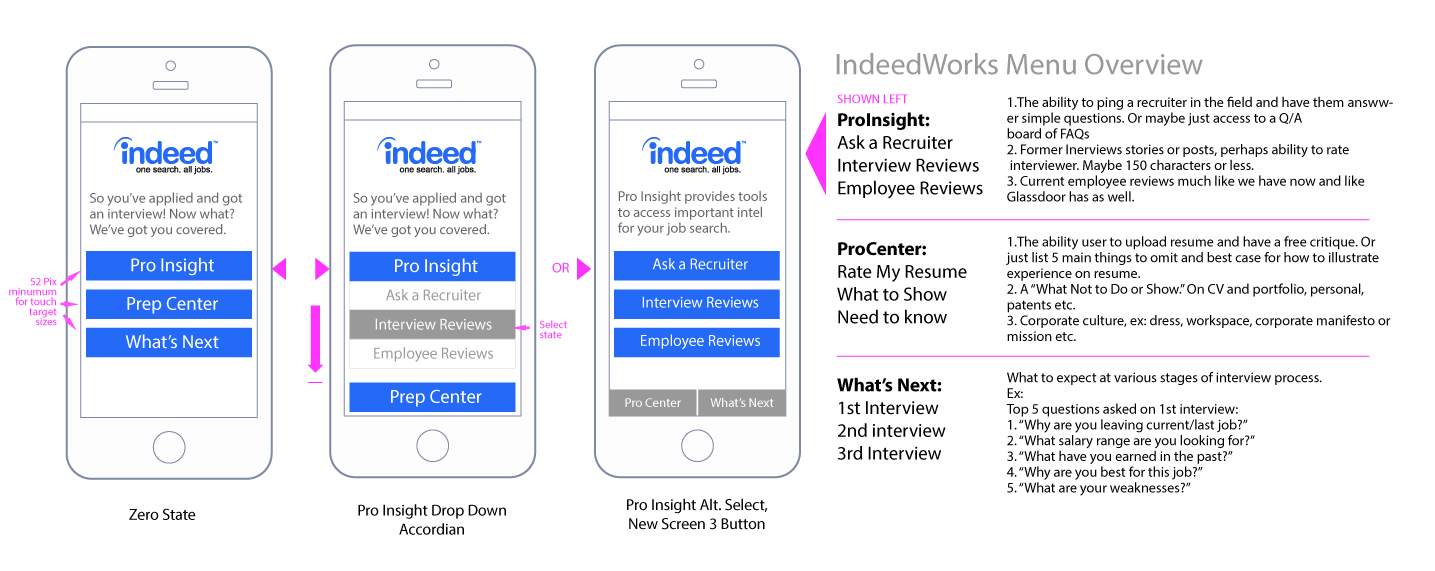 indeed™
one search. all jobs.
So you've applied and got
an interview! Now what?
We've got you covered.
Pro Insight
Prep Center
What's Next
52 Pix
minumum
for touch
target
sizes
Zero State
indeed™
one search. all jobs.
So you've applied and got
an interview! Now what?
We've got you covered.
Pro Insight
Ask a Recruiter
Interview Reviews
Employee Reviews
Prep Center
Select
state
Pro Insight Drop Down
Accordian
OR
indeed™
one search. all jobs.
Pro Insight provides tools
to access important intel
for your job search.
Ask a Recruiter
Interview Reviews
Employee Reviews
Pro Center
What's Next
Pro Insight Alt. Select,
New Screen 3 Button
IndeedWorks Menu Overview
SHOWN LEFT
ProInsight:
Ask a Recruiter
Interview Reviews
Employee Reviews
1.The ability to ping a recruiter in the field and have them answw-
er simple questions. Or maybe just access to a Q/A
board of FAQs
2. Former Inerviews stories or posts, perhaps ability to rate
interviewer. Maybe 150 characters or less.
3. Current employee reviews much like we have now and like
Glassdoor has as well.
ProCenter:
Rate My Resume
What to Show
Need to know
1.The ability user to upload resume and have a free critique. Or
just list 5 main things to omit and best case for how to illustrate
experience on resume.
2. A “What Not to Do or Show.” On CV and portfolio, personal,
patents etc.
3. Corporate culture, ex: dress, workspace, corporate manifesto or
mission etc.
What's Next:
1st Interview
2nd interview
3rd Interview
What to expect at various stages of interview process.
Ex:
Top 5 questions asked on 1st interview:
1. “Why are you leaving current/last job?”
2. “What salary range are you looking for?”
3. “What have you earned in the past?”
4. “Why are you best for this job?”
5. “What are your weaknesses?”